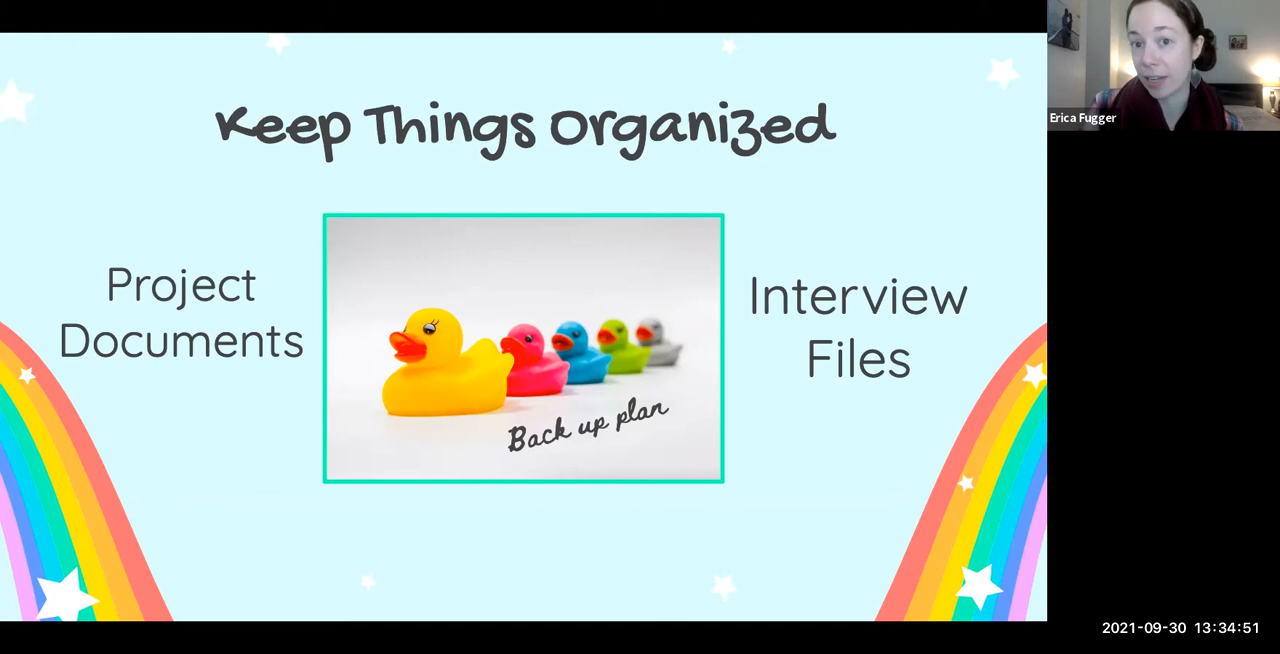 Keep Things Organized
Project
Documents
Back up plan
Interview
Files
Erica Fugger
2021-09-30 13:34:51